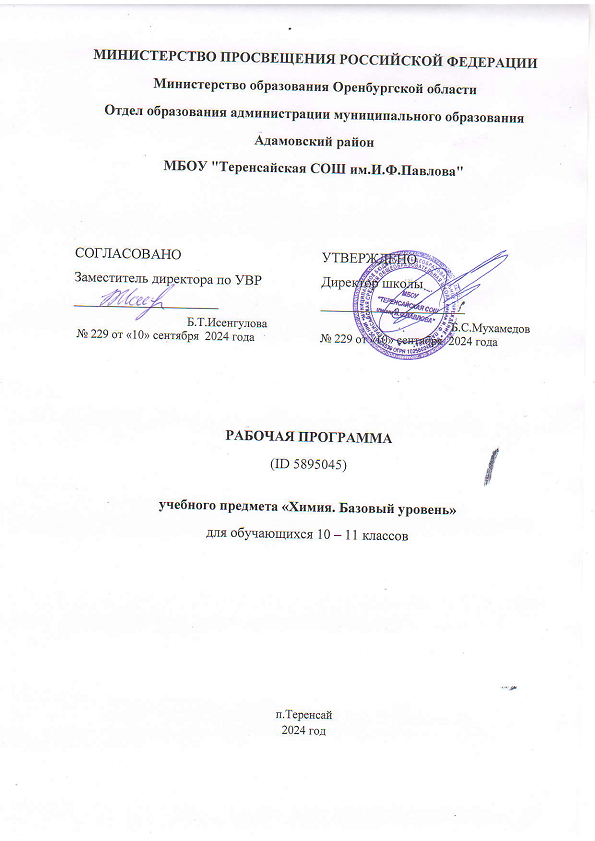 МИНИСТЕРСТВО ПРОСВЕЩЕНИЯ РОССИЙСКОЙ ФЕДЕРАЦИИ
Министерство образования Оренбургской области
Отдел образования администрации муниципального образования
Адамовский район
МБОУ "Теренсайская СОШ им.И.Ф.Павлова"
СОГЛАСОВАНО
Заместитель директора по УВР
Б.Т.Исенгулова
№ 229 от «10» сентября 2024 года
УТВЕРЖДЕНО
Директор школы
МБОУ
"ТЕРЕНСАЙСКАЯ СОШ
Б.С.Мухамедов
№ 229 от «10» сентября 2024 года
РАБОЧАЯ ПРОГРАММА
(ID 5895045)
учебного предмета «Химия. Базовый уровень»
для обучающихся 10 – 11 классов
п.Теренсай
2024 год